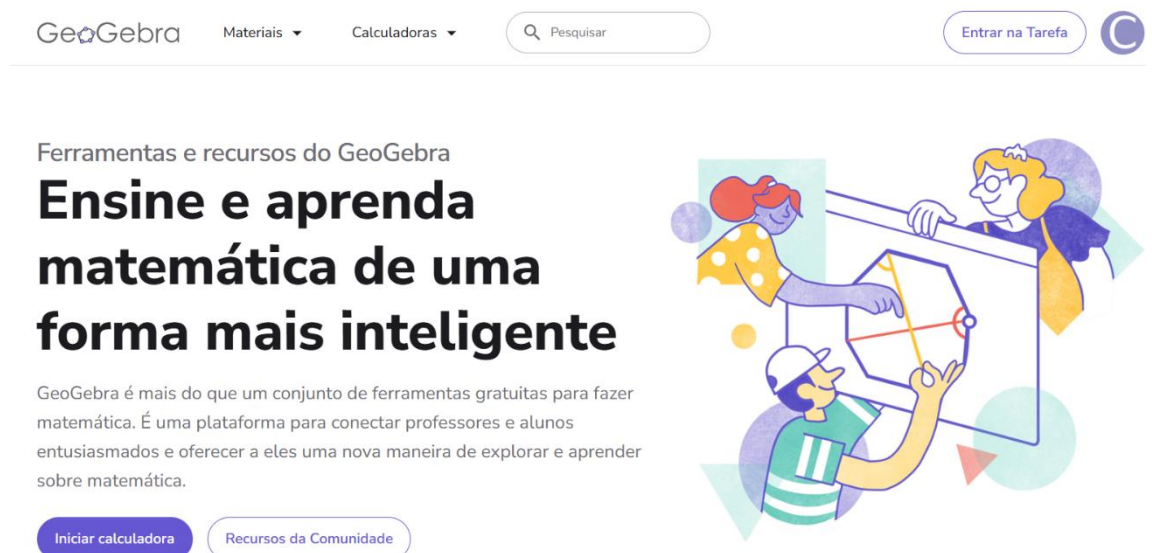 GeoGebra
Materiais
Calculadoras
Pesquisar
Entrar na Tarefa
C
Ferramentas e recursos do GeoGebra
Ensine e aprenda
matemática de uma
forma mais inteligente
GeoGebra é mais do que um conjunto de ferramentas gratuitas para fazer
matemática. É uma plataforma para conectar professores e alunos
entusiasmados e oferecer a eles uma nova maneira de explorar e aprender
sobre matemática.
Iniciar calculadora
Recursos da Comunidade